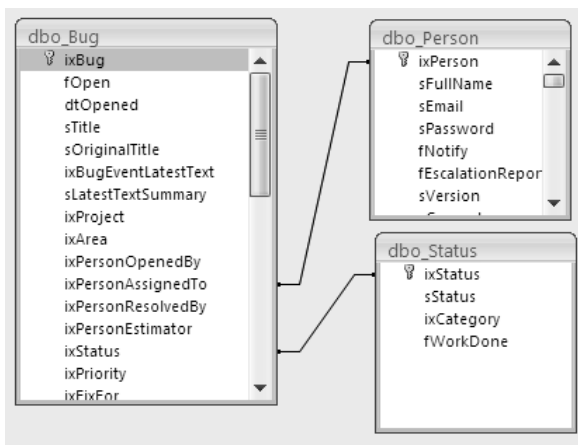 dbo_Bug
ixBug
fOpen
dtOpened
sTitle
sOriginalTitle
ixBugEventLatestText
sLatestTextSummary
ixProject
ixArea
ixPersonOpenedBy
ixPersonAssignedTo
ixPersonResolvedBy
ixPersonEstimator
ixStatus
ixPriority
ixFixFor
dbo_Person
ixPerson
sFullName
sEmail
sPassword
fNotify
fEscalationRepor
sVersion
dbo_Status
ixStatus
sStatus
ixCategory
fWorkDone